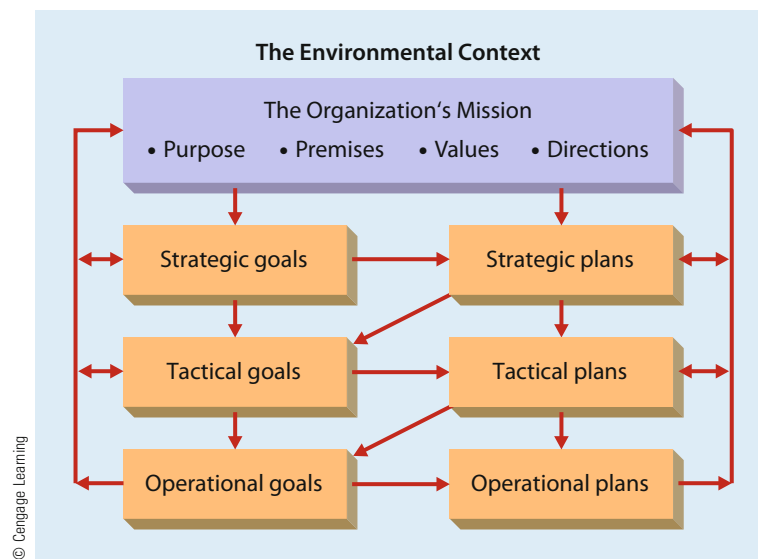 The Environmental Context
The Organization‘s Mission
• Purpose • Premises • Values • Directions
Strategic goals
Strategic plans
Tactical goals
Tactical plans
Operational goals
Operational plans
© Cengage Learning